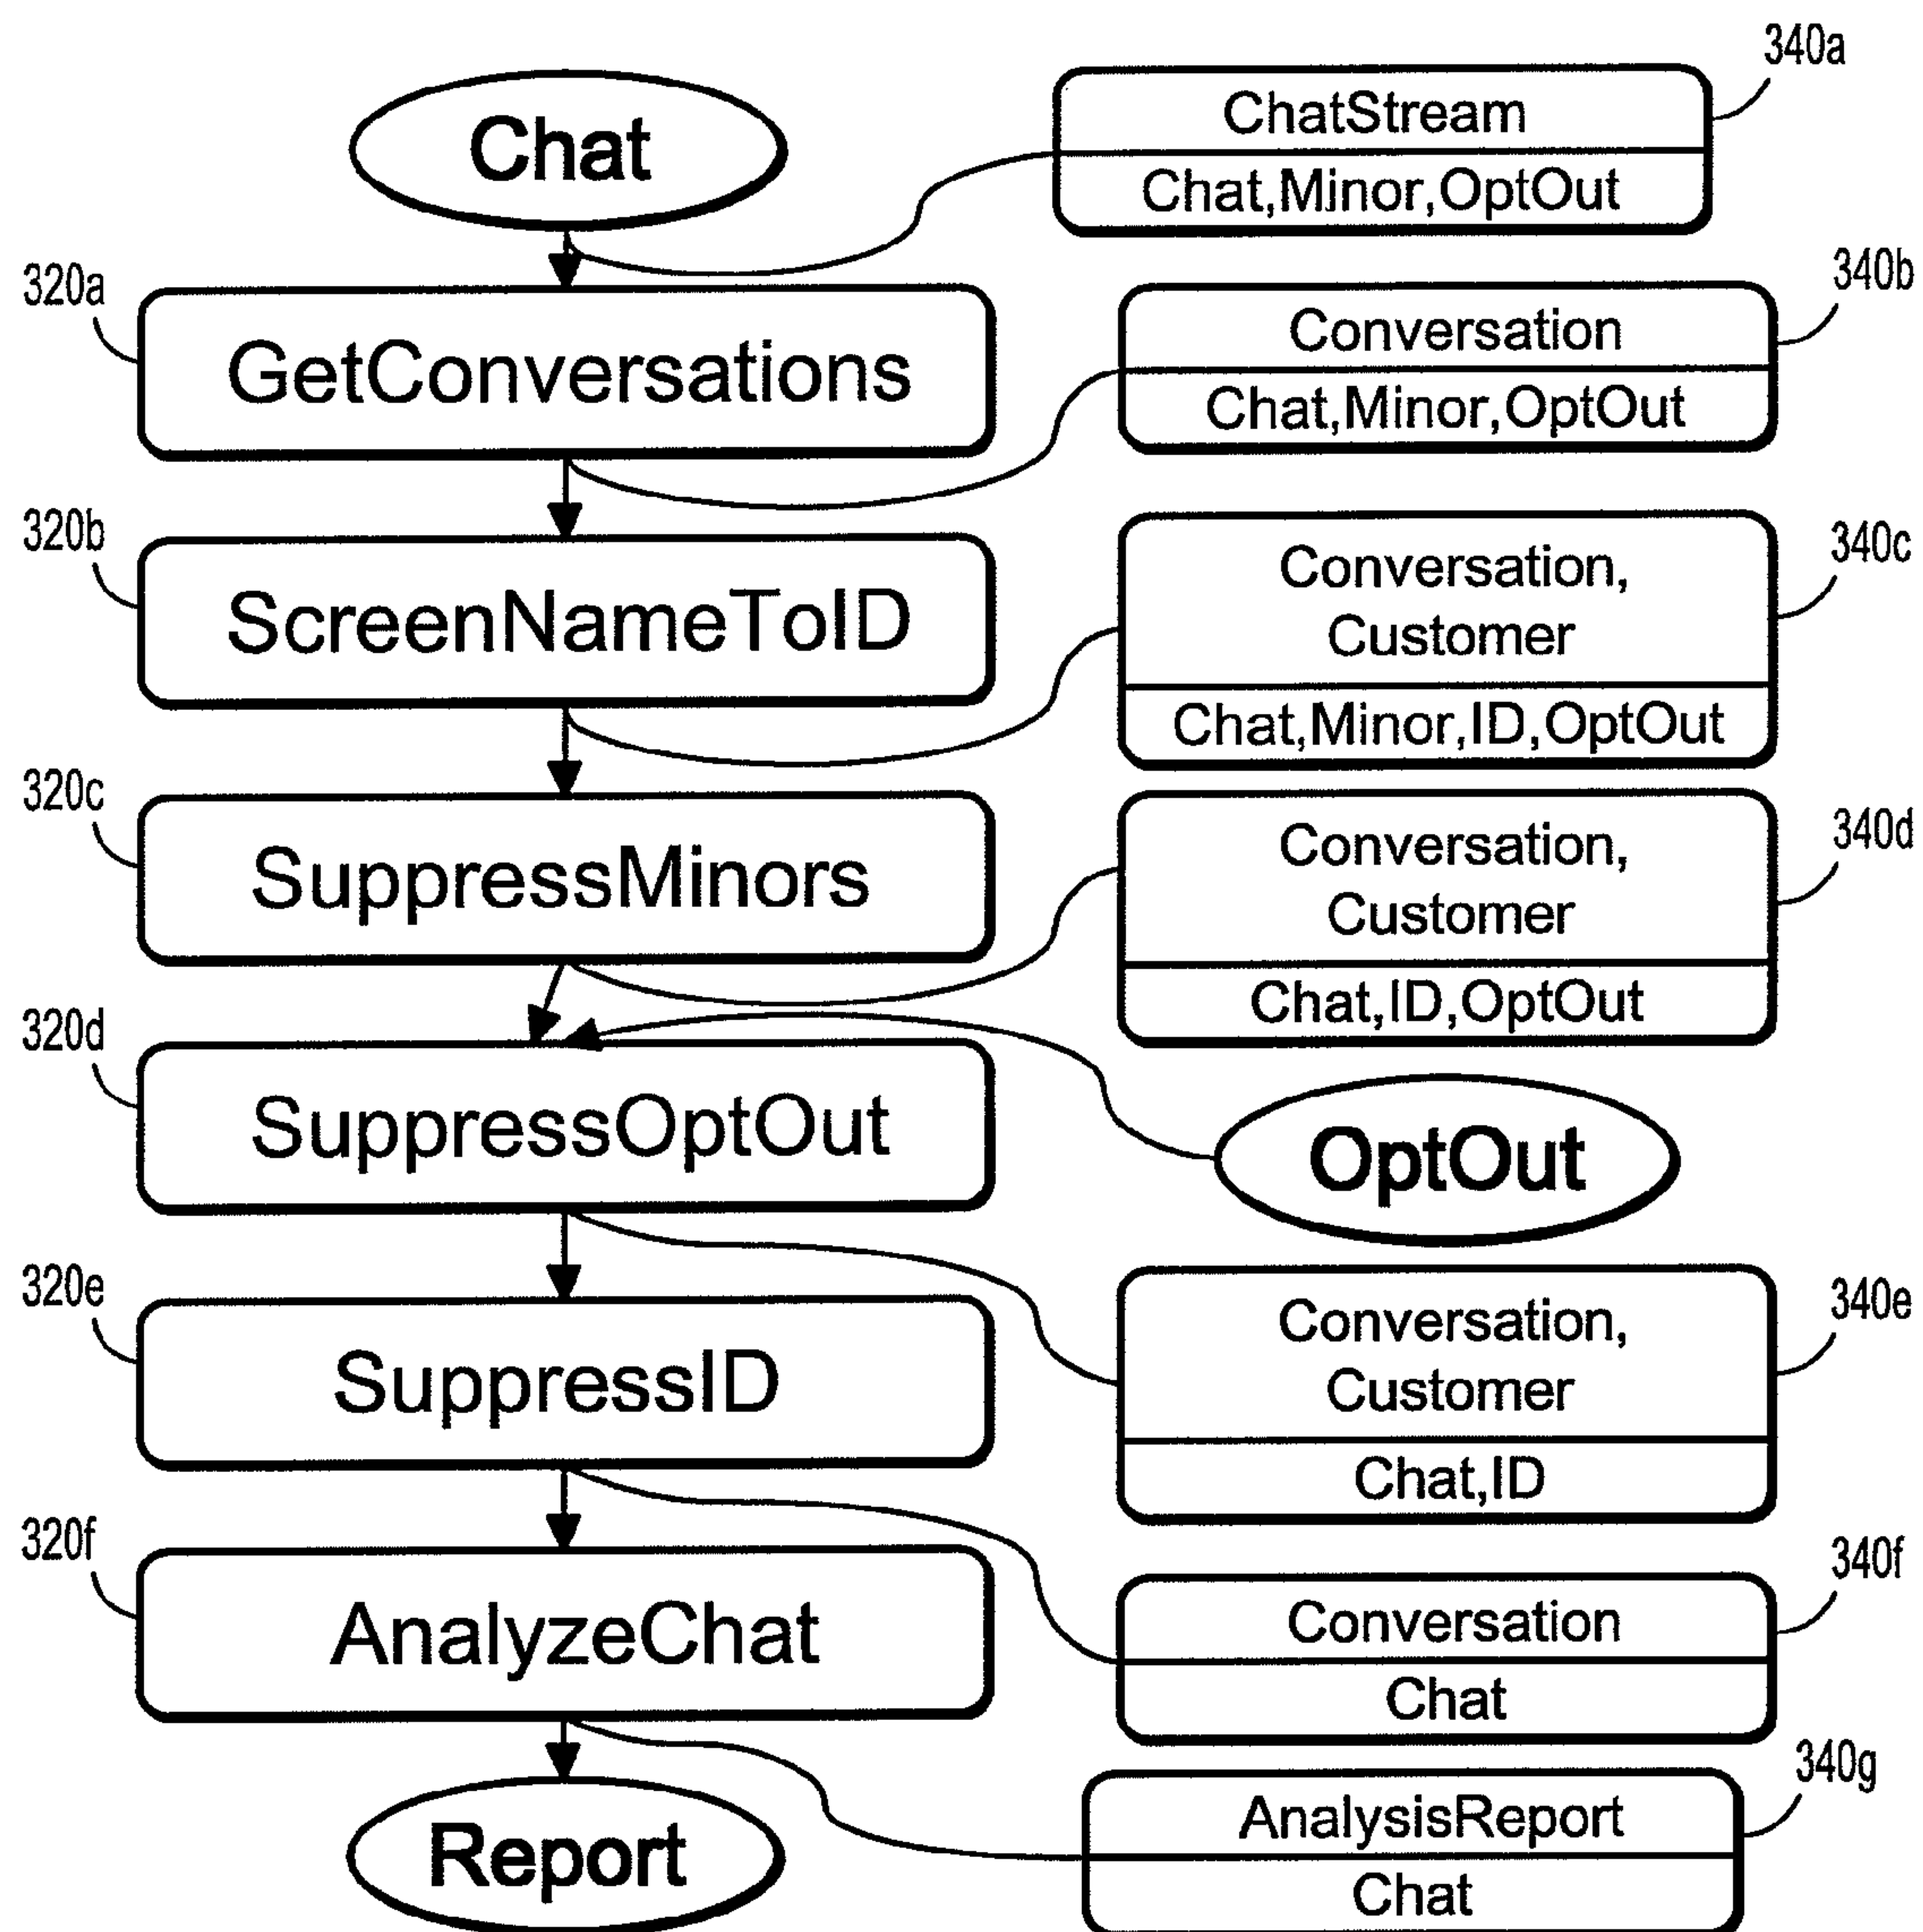 340a
Chat
ChatStream
Chat,Minor,OptOut
320a
GetConversations
340b
Conversation
Chat,Minor,OptOut
320b
ScreenNameToID
340c
Conversation,
Customer
Chat,Minor,ID,OptOut
320c
SuppressMinors
340d
Conversation,
Customer
Chat,ID,OptOut
320d
SuppressOptOut
OptOut
320e
SuppressID
340e
Conversation,
Customer
Chat,ID
320f
AnalyzeChat
340f
Conversation
Chat
340g
AnalysisReport
Chat
Report